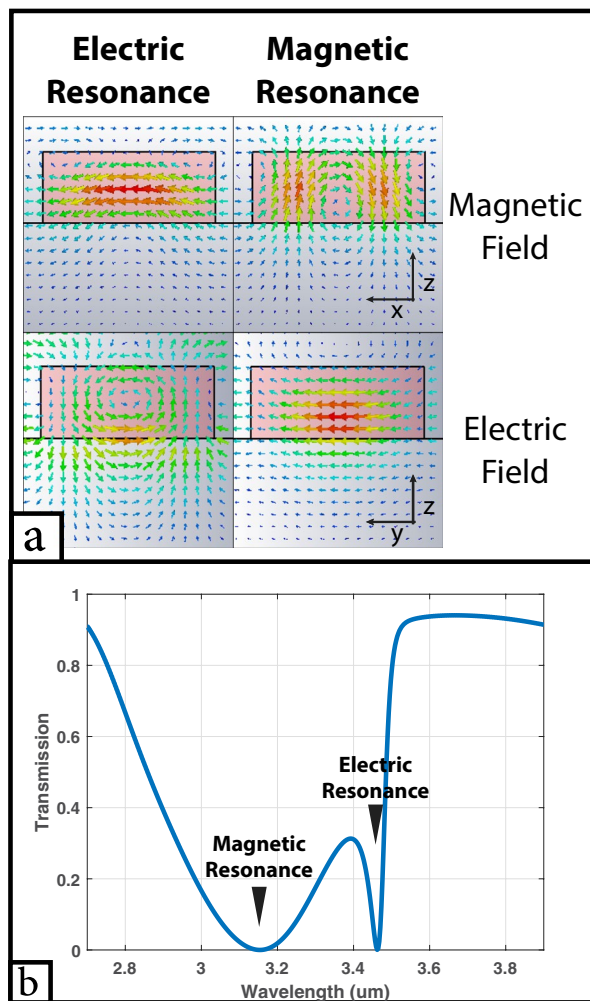 Electric
Resonance
Magnetic
Resonance
Magnetic
Field
z
x
Electric
Field
z
y
a
1
0.8
0.6
0.4
0.2
0
Transmission
Electric
Resonance
Magnetic
Resonance
2.8
3
3.2
3.4
3.6
3.8
Wavelength (um)
b